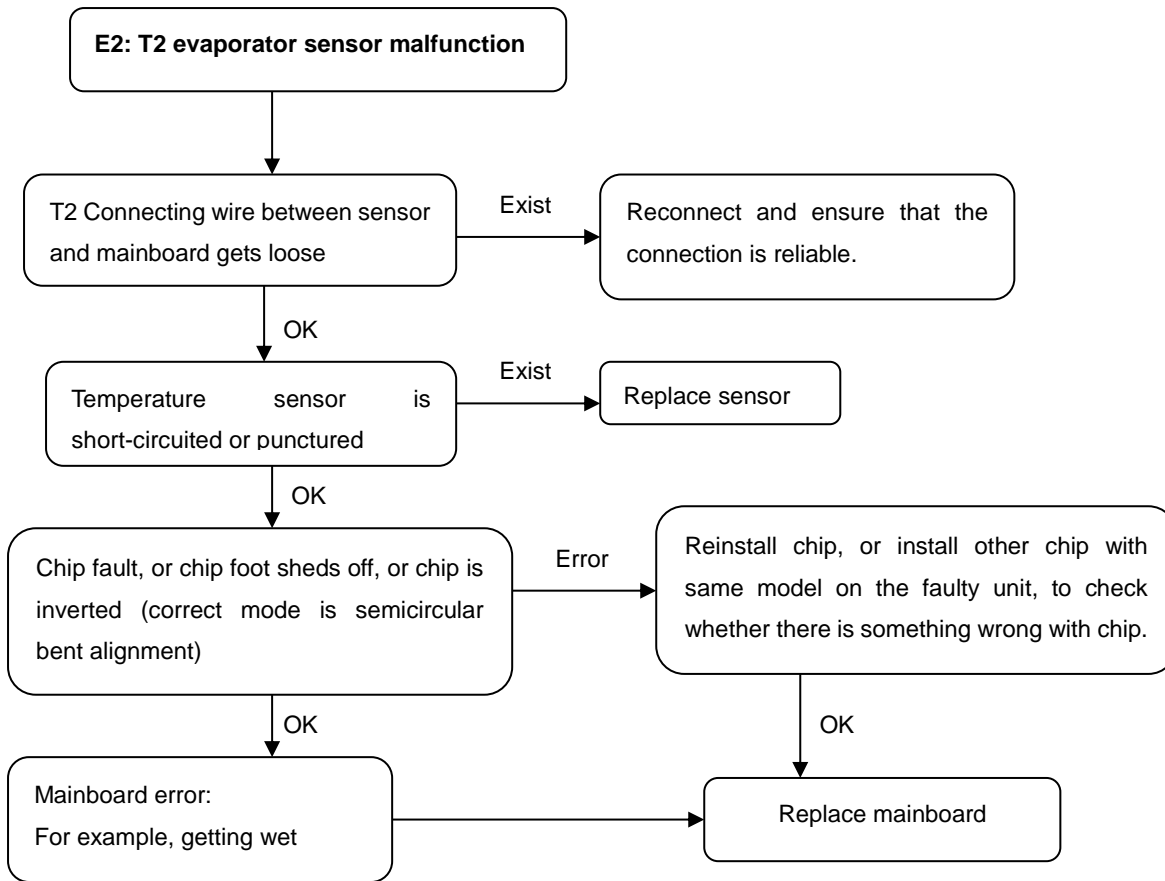 E2: T2 evaporator sensor malfunction
T2 Connecting wire between sensor
and mainboard gets loose
Exist
Reconnect and ensure that the
connection is reliable.
OK
Temperature sensor is
short-circuited or punctured
Exist
Replace sensor
OK
Chip fault, or chip foot sheds off, or chip is
inverted (correct mode is semicircular
bent alignment)
Error
Reinstall chip, or install other chip with
same model on the faulty unit, to check
whether there is something wrong with chip.
OK
OK
Mainboard error:
For example, getting wet
Replace mainboard